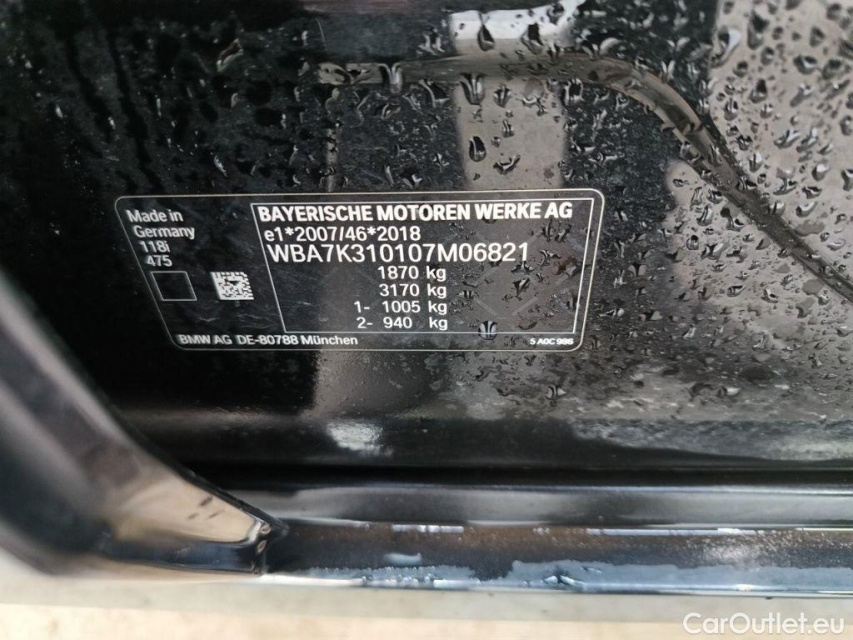 Made in
Germany
118i
475
BAYERISCHE MOTOREN WERKE AG
e1*2007/46*2018
WBA7K310107M06821
1870 kg
3170 kg
1- 1005 kg
2- 940 kg
BMW AG DE-80788 München
5 A0C 986
CarOutlet.eu